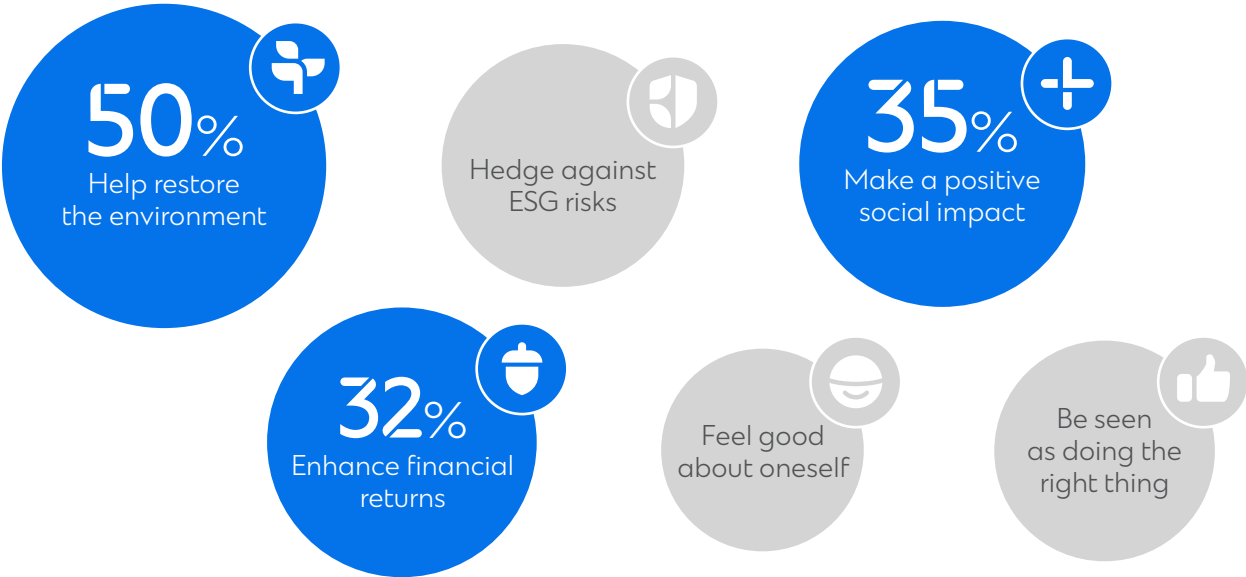 50%
Help restore
the environment
Hedge against
ESG risks
35%
Make a positive
social impact
32%
Enhance financial
returns
Feel good
about oneself
Be seen
as doing the
right thing